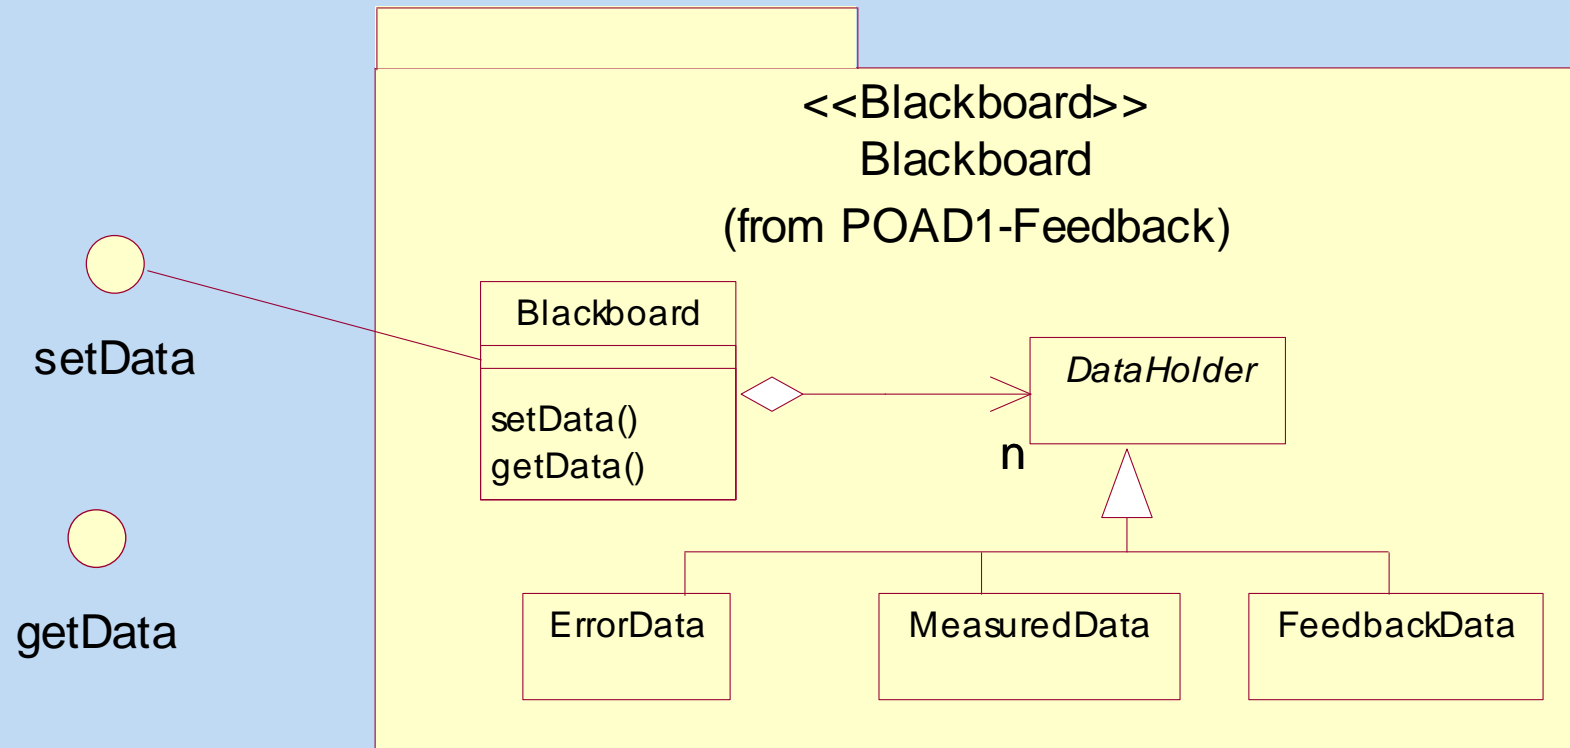 <<Blackboard>>
Blackboard
(from POAD1-Feedback)
setData
getData
Blackboard
setData()
getData()
DataHolder
n
ErrorData
MeasuredData
FeedbackData